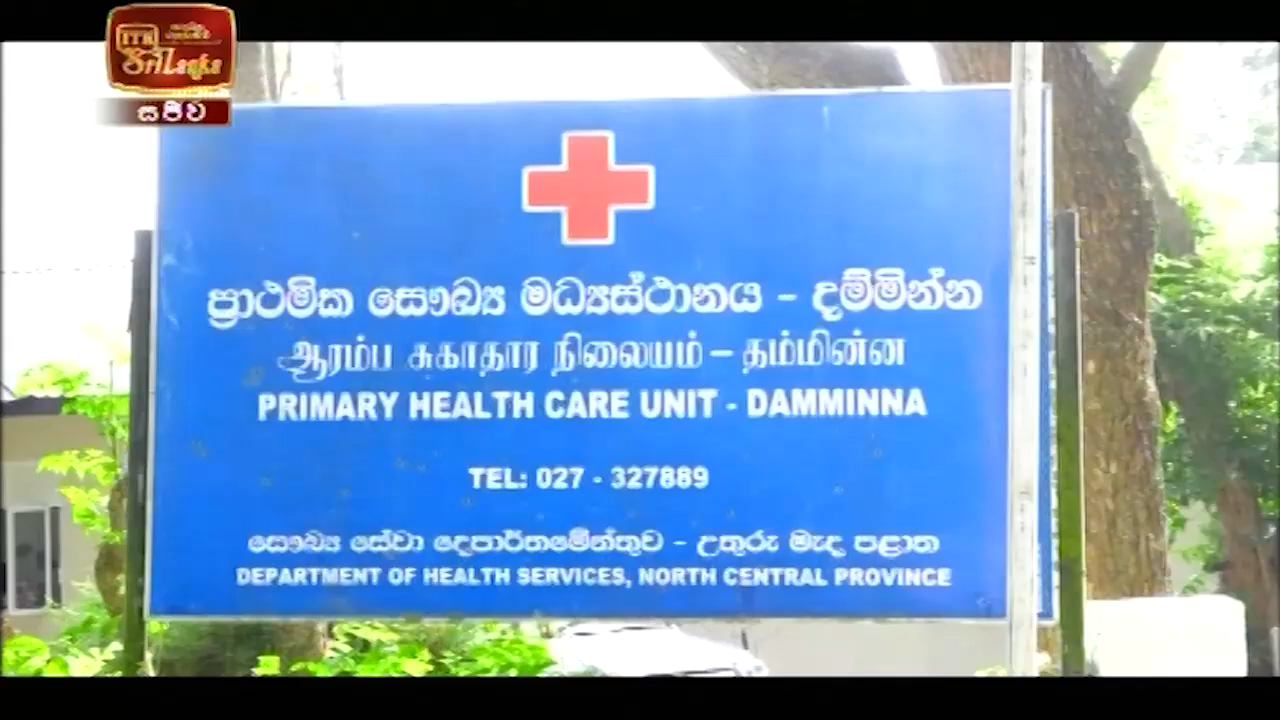 ITN
Sri Lanka
සජීව
ප්‍රාථමික සෞඛ්‍ය මධ්‍යස්ථානය - දම්මින්න
ஆரம்ப சுகாதார நிலையம் - தம்மின்ன
PRIMARY HEALTH CARE UNIT - DAMMINNA
TEL: 027 - 327889
සෞඛ්‍ය සේවා දෙපාර්තමේන්තුව - උතුරු මැද පළාත
DEPARTMENT OF HEALTH SERVICES, NORTH CENTRAL PROVINCE